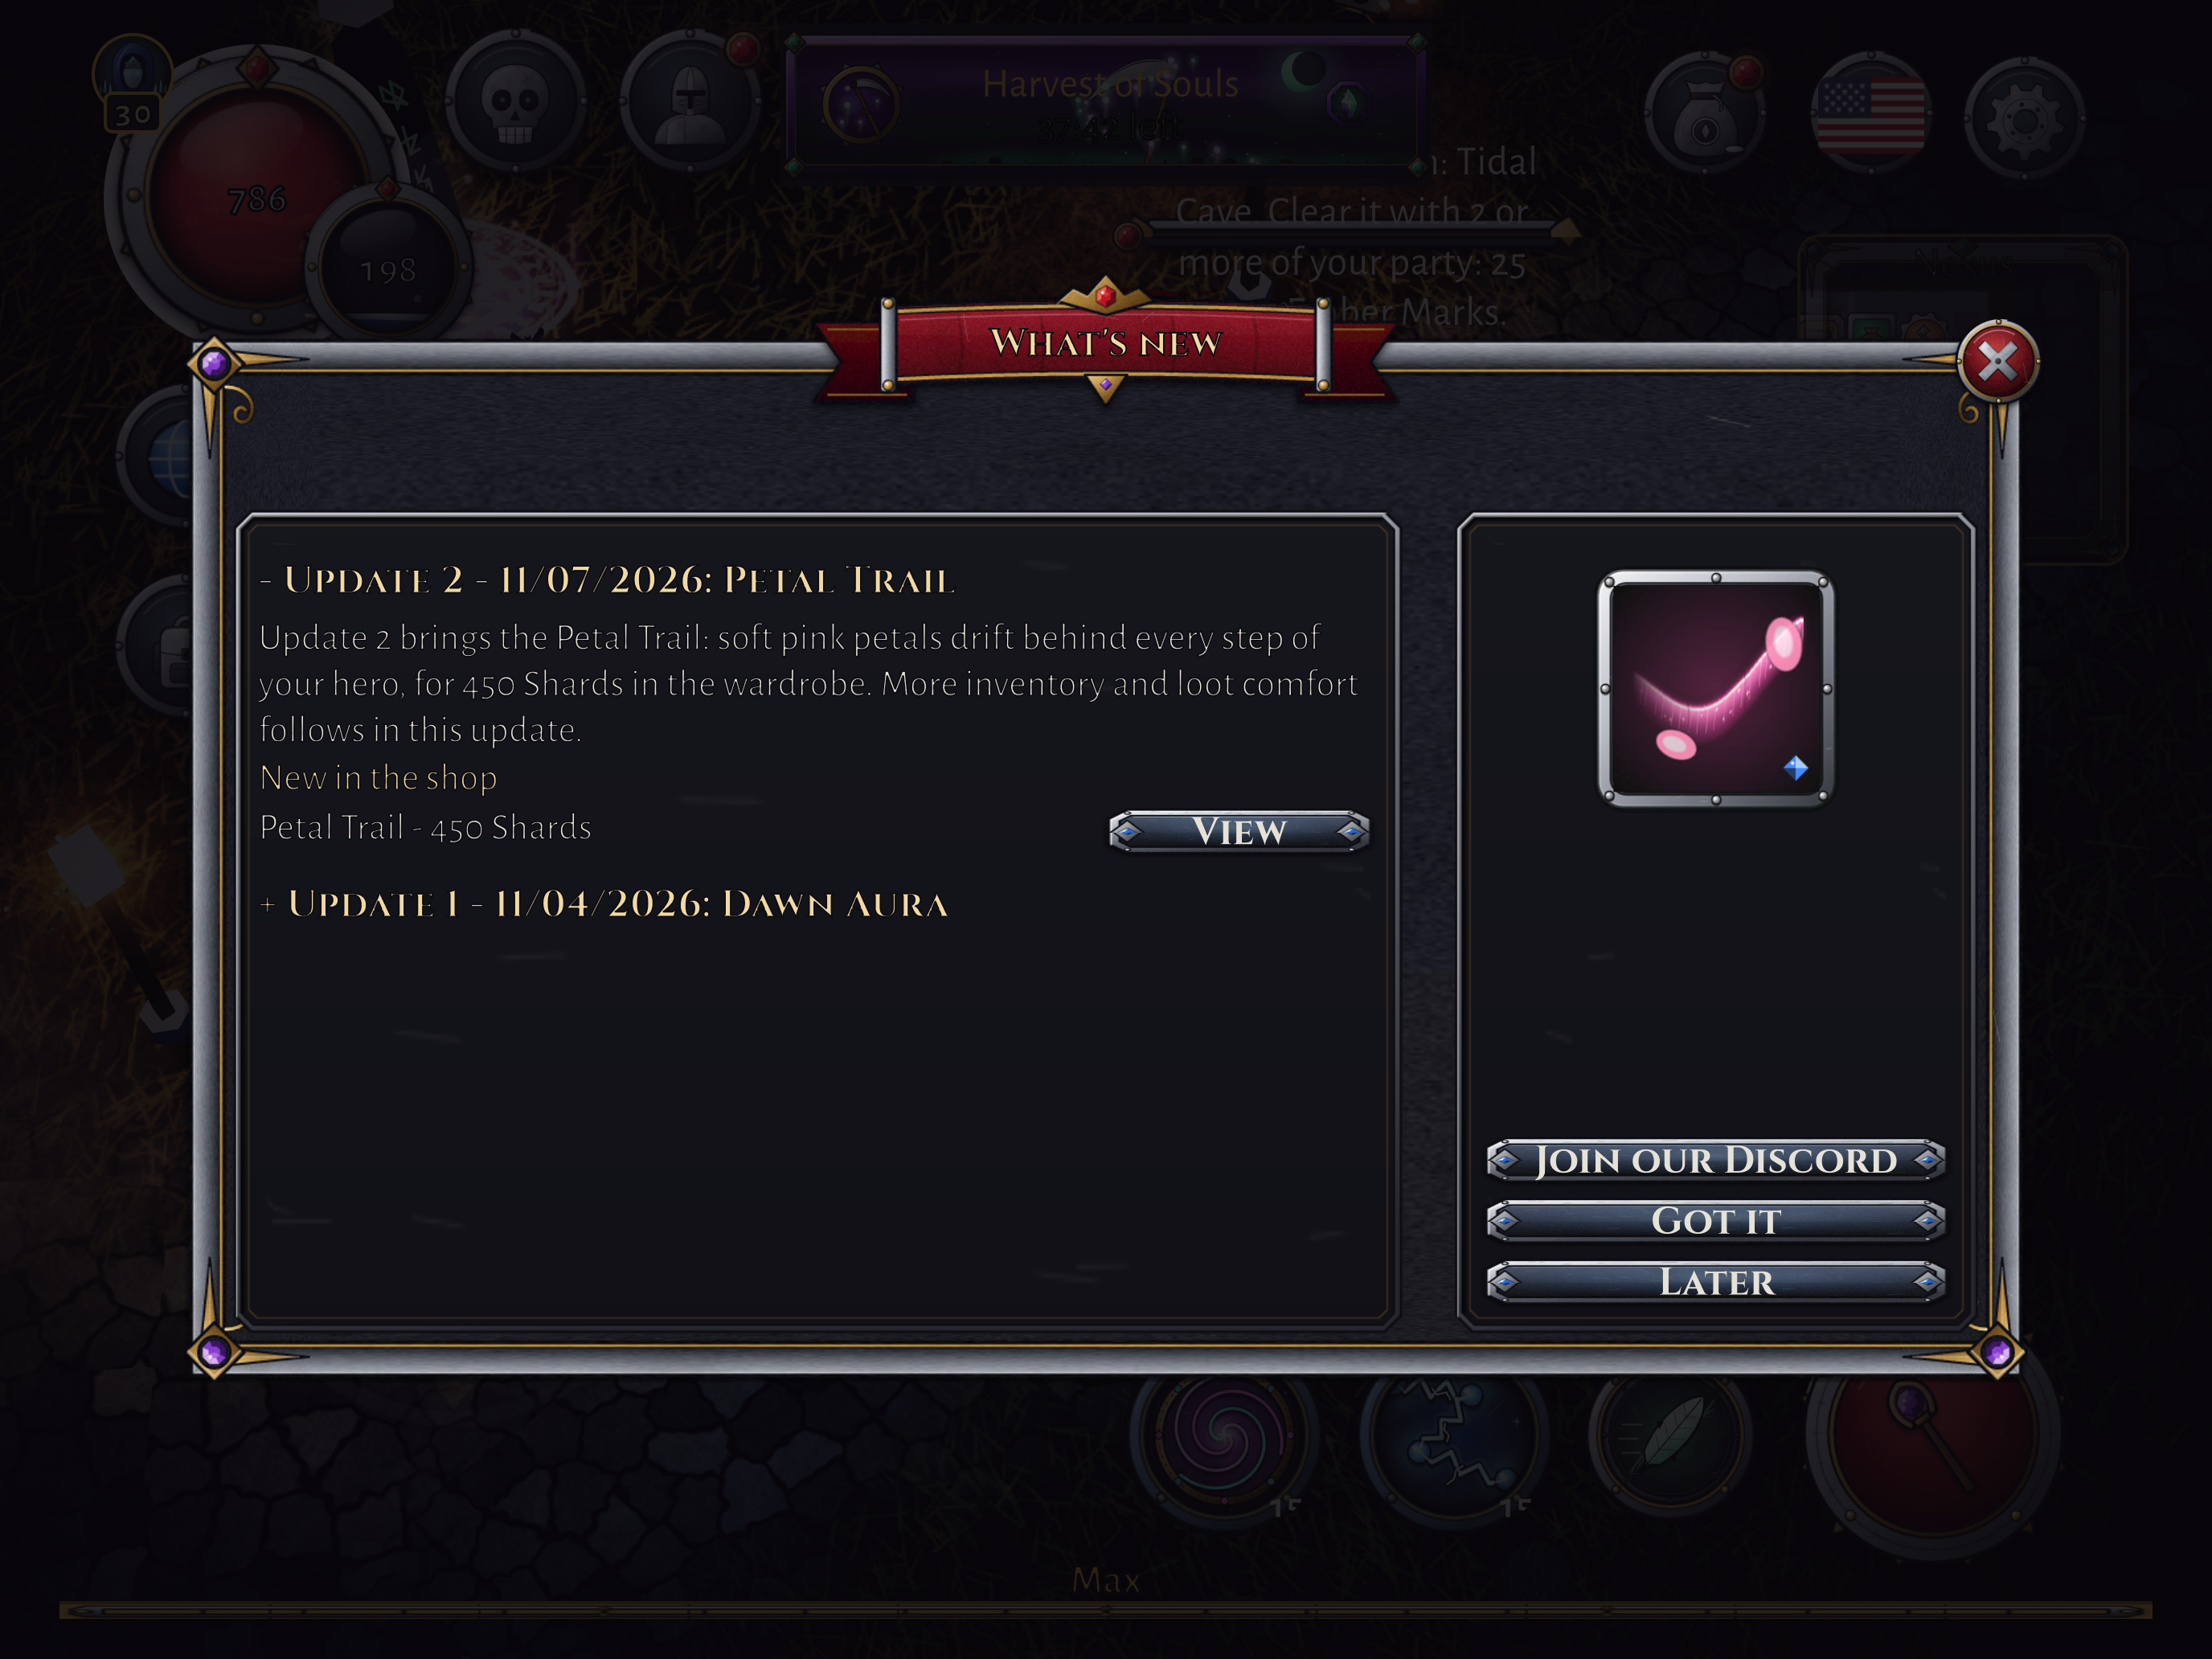 30
786
198
Harvest of Souls
37:42 left
: Tidal
Cave. Clear it with 2 or
more of your party: 25
Marks.
What's new
- Update 2 - 11/07/2026: Petal Trail
Update 2 brings the Petal Trail: soft pink petals drift behind every step of
your hero, for 450 Shards in the wardrobe. More inventory and loot comfort
follows in this update.
New in the shop
Petal Trail - 450 Shards
View
+ Update 1 - 11/04/2026: Dawn Aura
Join our Discord
Got it
Later
Max